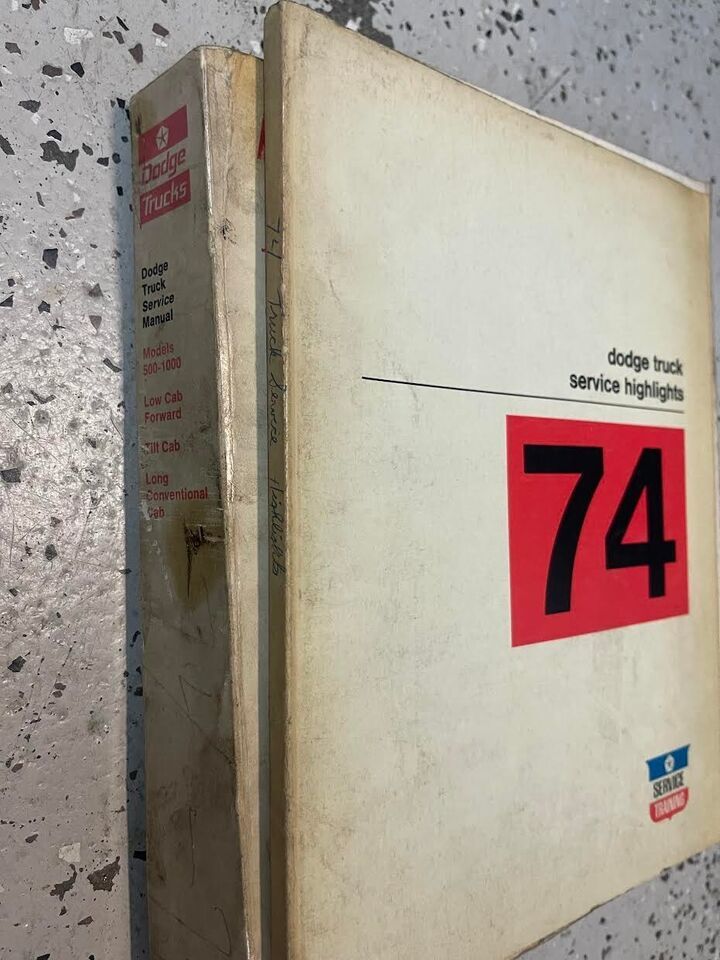 Dodge
Trucks
Dodge
Truck
Service
Manual
Models
500-1000
Low Cab
Forward
Tilt Cab
Long
Conventional
Cab
74 Truck Service Highlights
dodge truck
service highlights
74
SERVICE
TRAINING